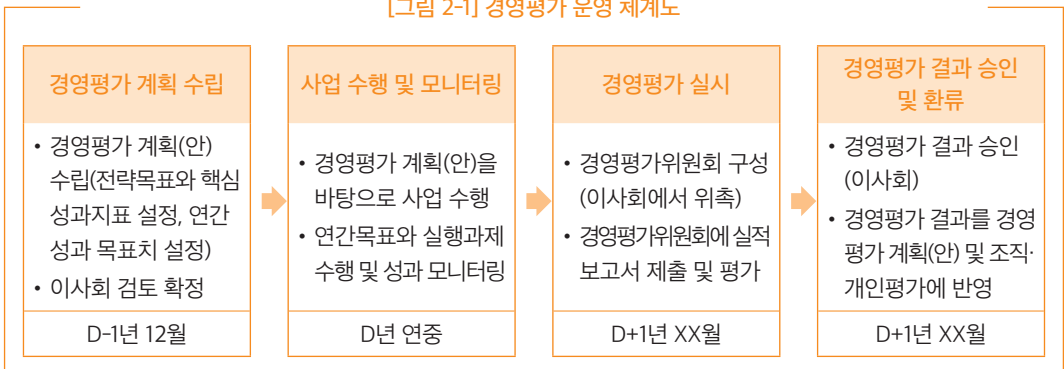 [그림 2-1] 경영평가 운영 체계도
경영평가 계획 수립
• 경영평가 계획(안)
수립(전략목표와 핵심
성과지표 설정, 연간
성과 목표치 설정)
• 이사회 검토 확정
D-1년 12월
사업 수행 및 모니터링
• 경영평가 계획(안)을
바탕으로 사업 수행
• 연간목표와 실행과제
수행 및 성과 모니터링
D년 연중
경영평가 실시
• 경영평가위원회 구성
(이사회에서 위촉)
• 경영평가위원회에 실적
보고서 제출 및 평가
D+1년 XX월
경영평가 결과 승인
및 환류
• 경영평가 결과 승인
(이사회)
• 경영평가 결과를 경영
평가 계획(안) 및 조직·
개인평가에 반영
D+1년 XX월